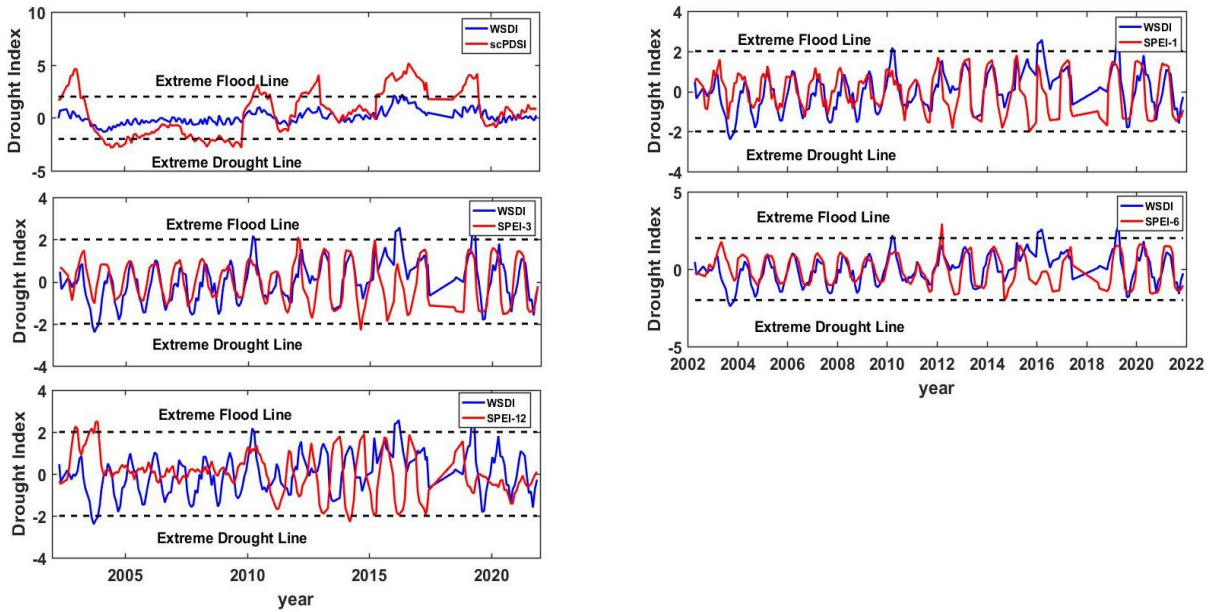 10
5
0
-5
Drought Index
WSDI
scPDSI
Extreme Flood Line
Extreme Drought Line
4
2
0
-2
-4
Drought Index
WSDI
SPEI-3
Extreme Flood Line
Extreme Drought Line
4
2
0
-2
-4
Drought Index
WSDI
SPEI-12
Extreme Flood Line
Extreme Drought Line
2005 2010 2015 2020
year
4
2
0
-2
-4
Drought Index
WSDI
SPEI-1
Extreme Flood Line
Extreme Drought Line
5
0
-5
Drought Index
WSDI
SPEI-6
Extreme Flood Line
Extreme Drought Line
2002 2004 2006 2008 2010 2012 2014 2016 2018 2020 2022
year